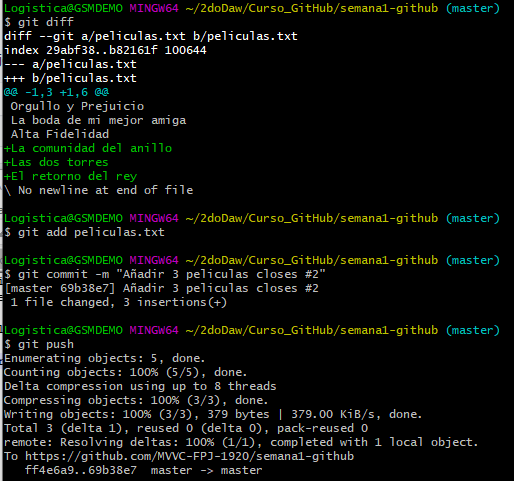 Logistica@GSMDEMO MINGW64 ~/2doDaw/Curso_GitHub/semana1-github (master)
$ git diff
diff --git a/peliculas.txt b/peliculas.txt
index 29abf38..b82161f 100644
--- a/peliculas.txt
+++ b/peliculas.txt
@@ -1,3 +1,6 @@
 Orgullo y Prejuicio
 La boda de mi mejor amiga
 Alta Fidelidad
+La comunidad del anillo
+Las dos torres
+El retorno del rey
\ No newline at end of file

Logistica@GSMDEMO MINGW64 ~/2doDaw/Curso_GitHub/semana1-github (master)
$ git add peliculas.txt

Logistica@GSMDEMO MINGW64 ~/2doDaw/Curso_GitHub/semana1-github (master)
$ git commit -m "Añadir 3 peliculas closes #2"
[master 69b38e7] Añadir 3 peliculas closes #2
 1 file changed, 3 insertions(+)

Logistica@GSMDEMO MINGW64 ~/2doDaw/Curso_GitHub/semana1-github (master)
$ git push
Enumerating objects: 5, done.
Counting objects: 100% (5/5), done.
Delta compression using up to 8 threads
Compressing objects: 100% (3/3), done.
Writing objects: 100% (3/3), 379 bytes | 379.00 KiB/s, done.
Total 3 (delta 1), reused 0 (delta 0), pack-reused 0
remote: Resolving deltas: 100% (1/1), completed with 1 local object.
To https://github.com/MVVC-FPJ-1920/semana1-github
   ff4e6a9..69b38e7  master -> master